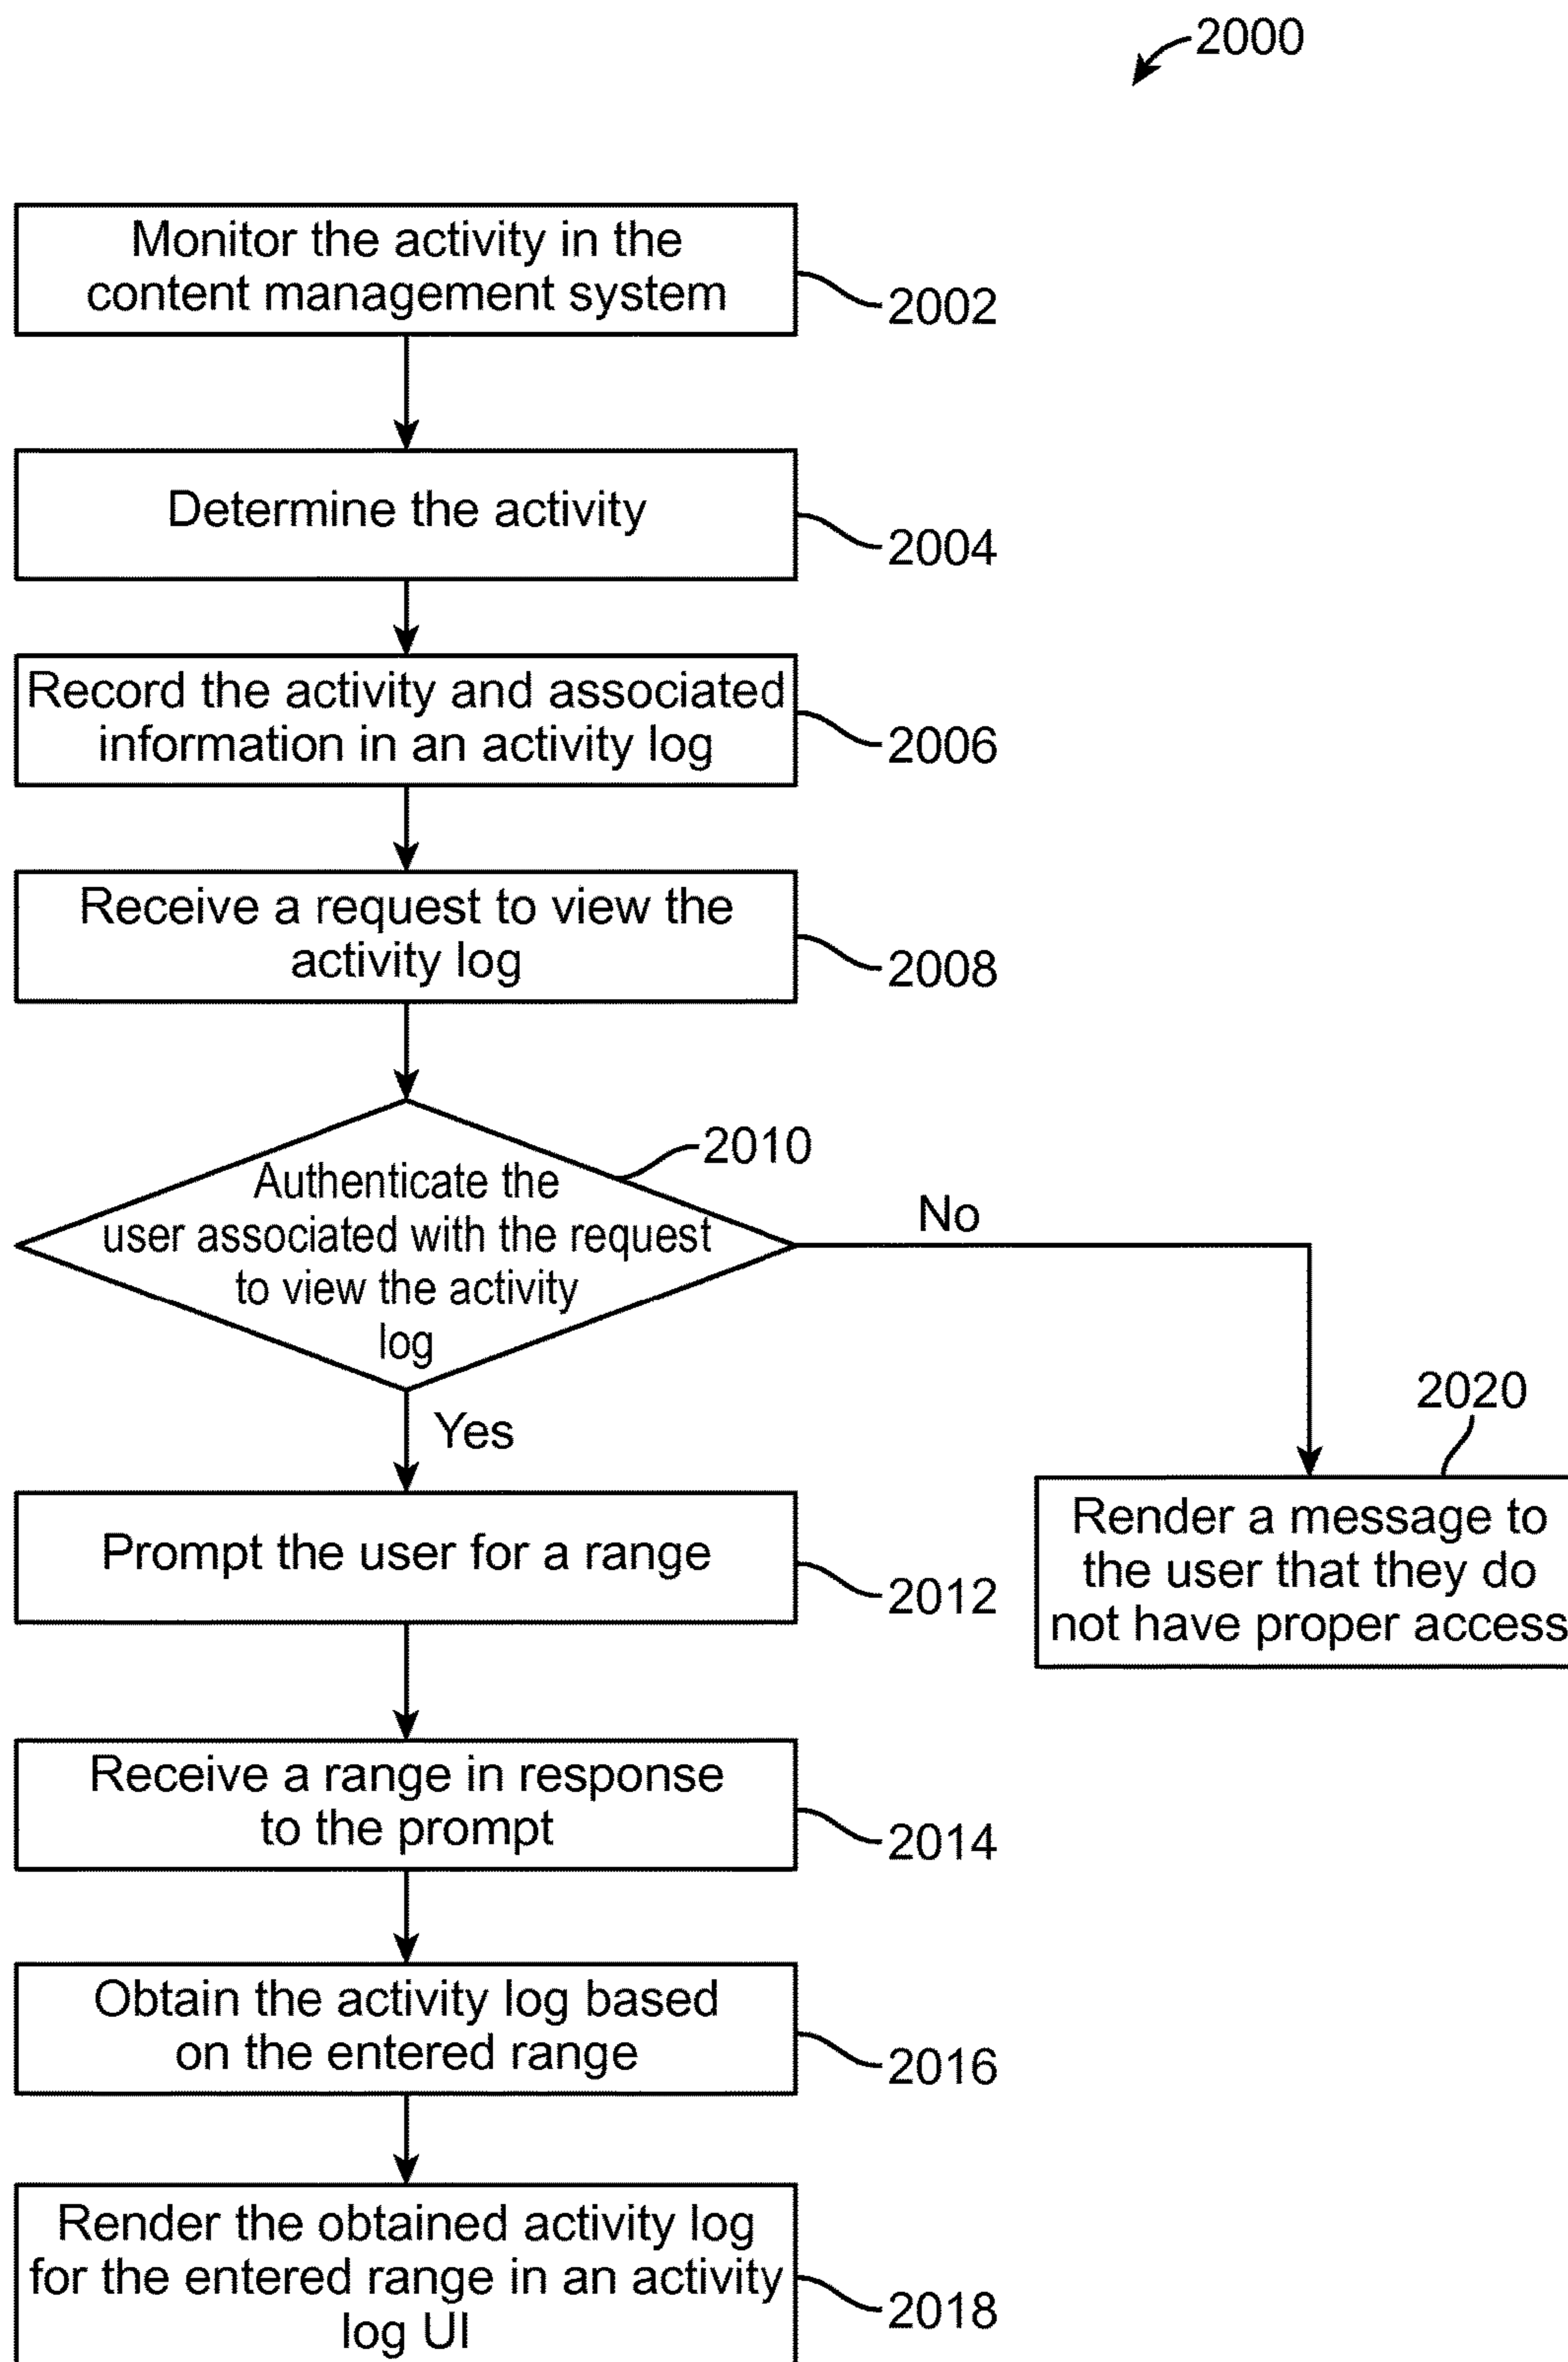 2000
Monitor the activity in the
content management system
2002
Determine the activity
2004
Record the activity and associated
information in an activity log
2006
Receive a request to view the
activity log
2008
2010
Authenticate the
user associated with the request
to view the activity
log
No
Yes
2020
Render a message to
the user that they do
not have proper access
Prompt the user for a range
2012
Receive a range in response
to the prompt
2014
Obtain the activity log based
on the entered range
2016
Render the obtained activity log
for the entered range in an activity
log UI
2018